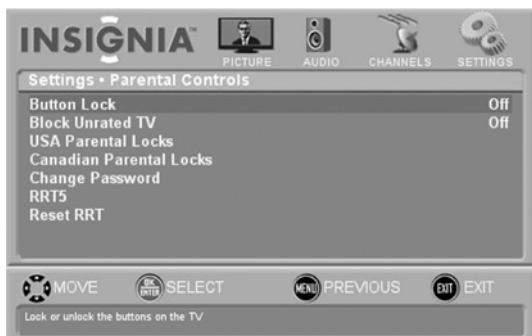 INSIGNIA™
PICTURE AUDIO CHANNELS SETTINGS
Settings • Parental Controls
Button Lock Off
Block Unrated TV Off
USA Parental Locks
Canadian Parental Locks
Change Password
RRT5
Reset RRT
MOVE OK ENTER SELECT MENU PREVIOUS EXIT EXIT
Lock or unlock the buttons on the TV